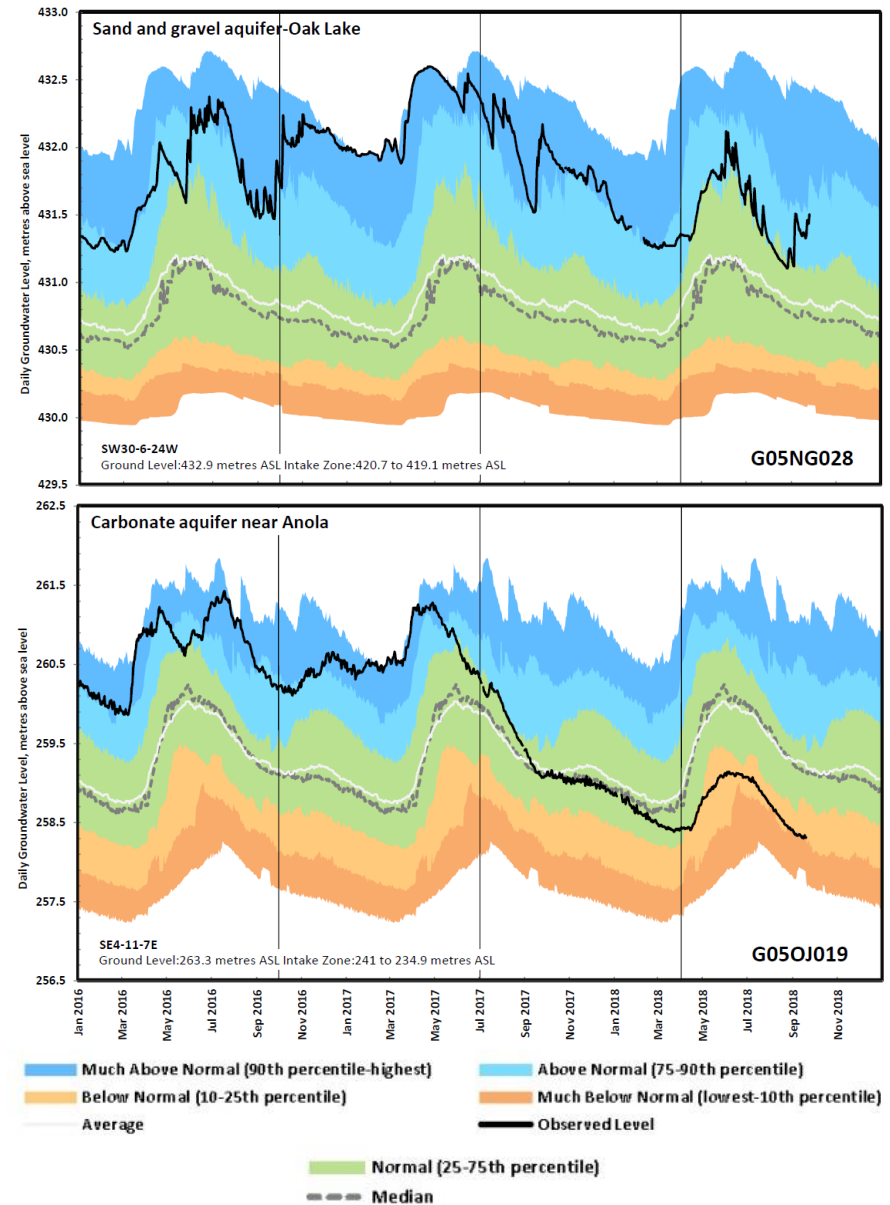 Sand and gravel aquifer-Oak Lake
Daily Groundwater Level, metres above sea level
433.0
432.5
432.0
431.5
431.0
430.5
430.0
429.5
SW30-6-24W
Ground Level:432.9 metres ASL Intake Zone:420.7 to 419.1 metres ASL
G05NG028
Carbonate aquifer near Anola
Daily Groundwater Level, metres above sea level
262.5
261.5
260.5
259.5
258.5
257.5
256.5
SE4-11-7E
Ground Level:263.3 metres ASL Intake Zone:241 to 234.9 metres ASL
G05OJ019
Jan 2016
Mar 2016
May 2016
Jul 2016
Sep 2016
Nov 2016
Jan 2017
Mar 2017
May 2017
Jul 2017
Sep 2017
Nov 2017
Jan 2018
Mar 2018
May 2018
Jul 2018
Sep 2018
Nov 2018
Much Above Normal (90th percentile-highest)
Above Normal (75-90th percentile)
Below Normal (10-25th percentile)
Much Below Normal (lowest-10th percentile)
Average
Observed Level
Normal (25-75th percentile)
Median